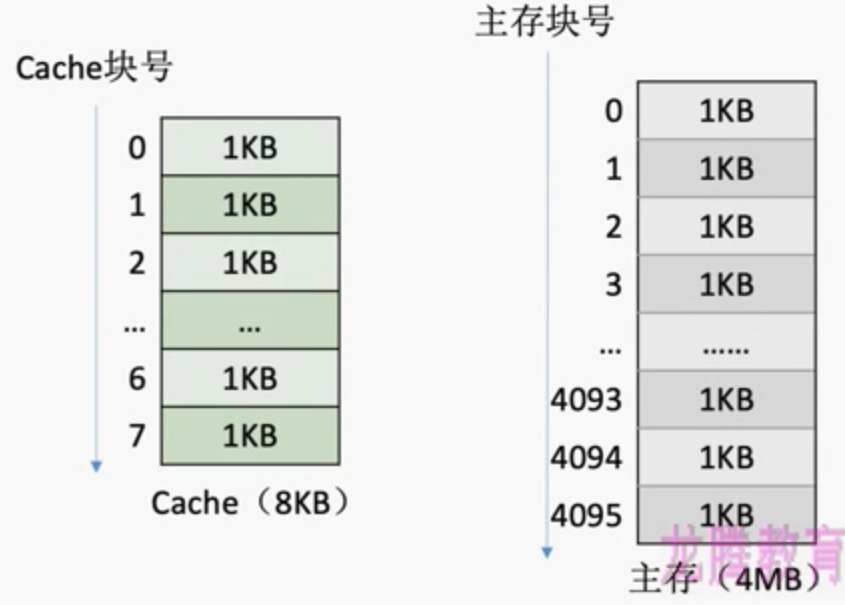 Cache块号
0 1KB
1 1KB
2 1KB
... ...
6 1KB
7 1KB
Cache（8KB）
主存块号
0 1KB
1 1KB
2 1KB
3 1KB
... ......
4093 1KB
4094 1KB
4095 1KB
龙腾教育
主存（4MB）